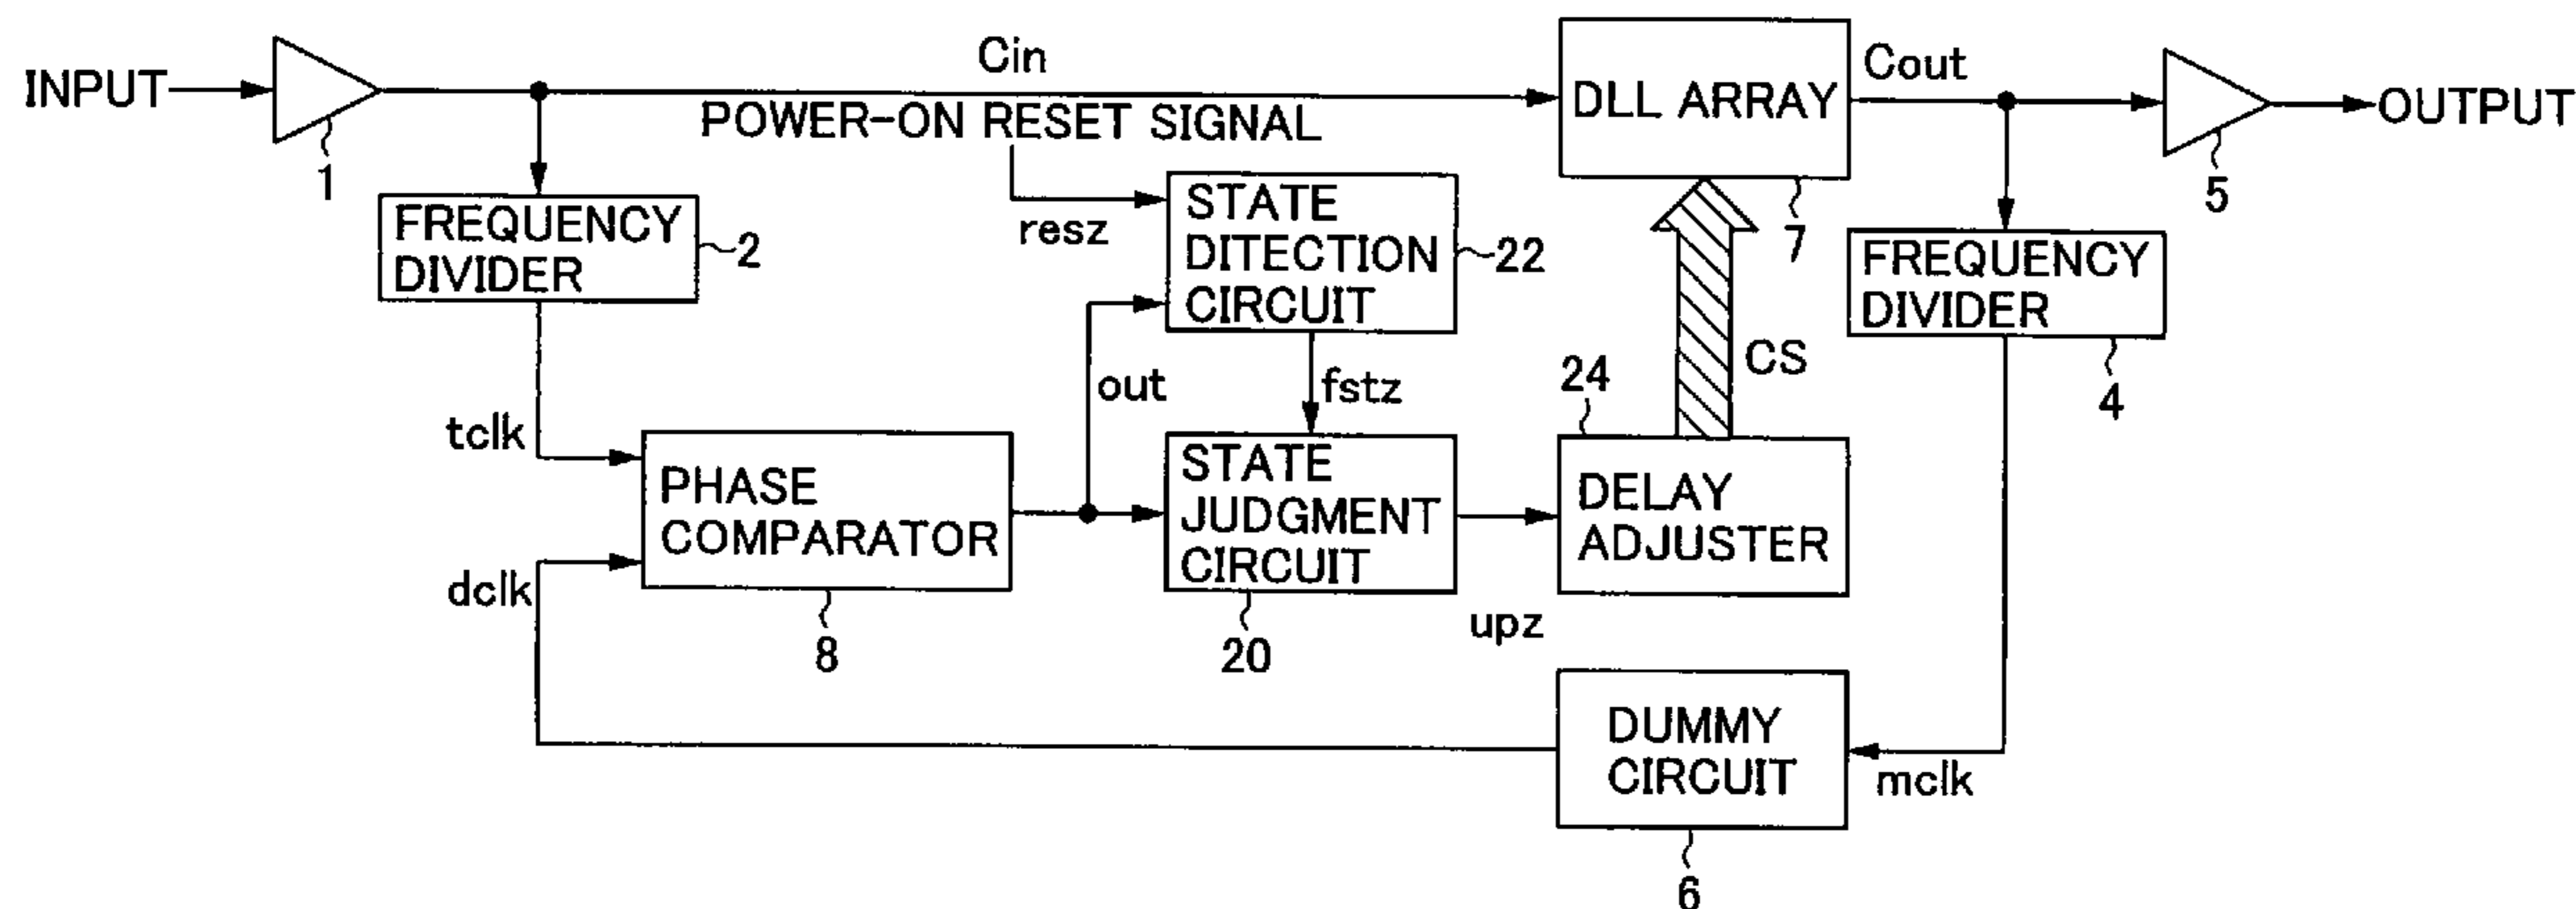 INPUT
1
Cin
POWER-ON RESET SIGNAL
resz
DLL ARRAY
7
Cout
5
OUTPUT
FREQUENCY
DIVIDER
2
STATE
DITECTION
CIRCUIT
22
FREQUENCY
DIVIDER
4
CS
out
fstz
24
tclk
dclk
PHASE
COMPARATOR
8
STATE
JUDGMENT
CIRCUIT
20
upz
DELAY
ADJUSTER
DUMMY
CIRCUIT
6
mclk